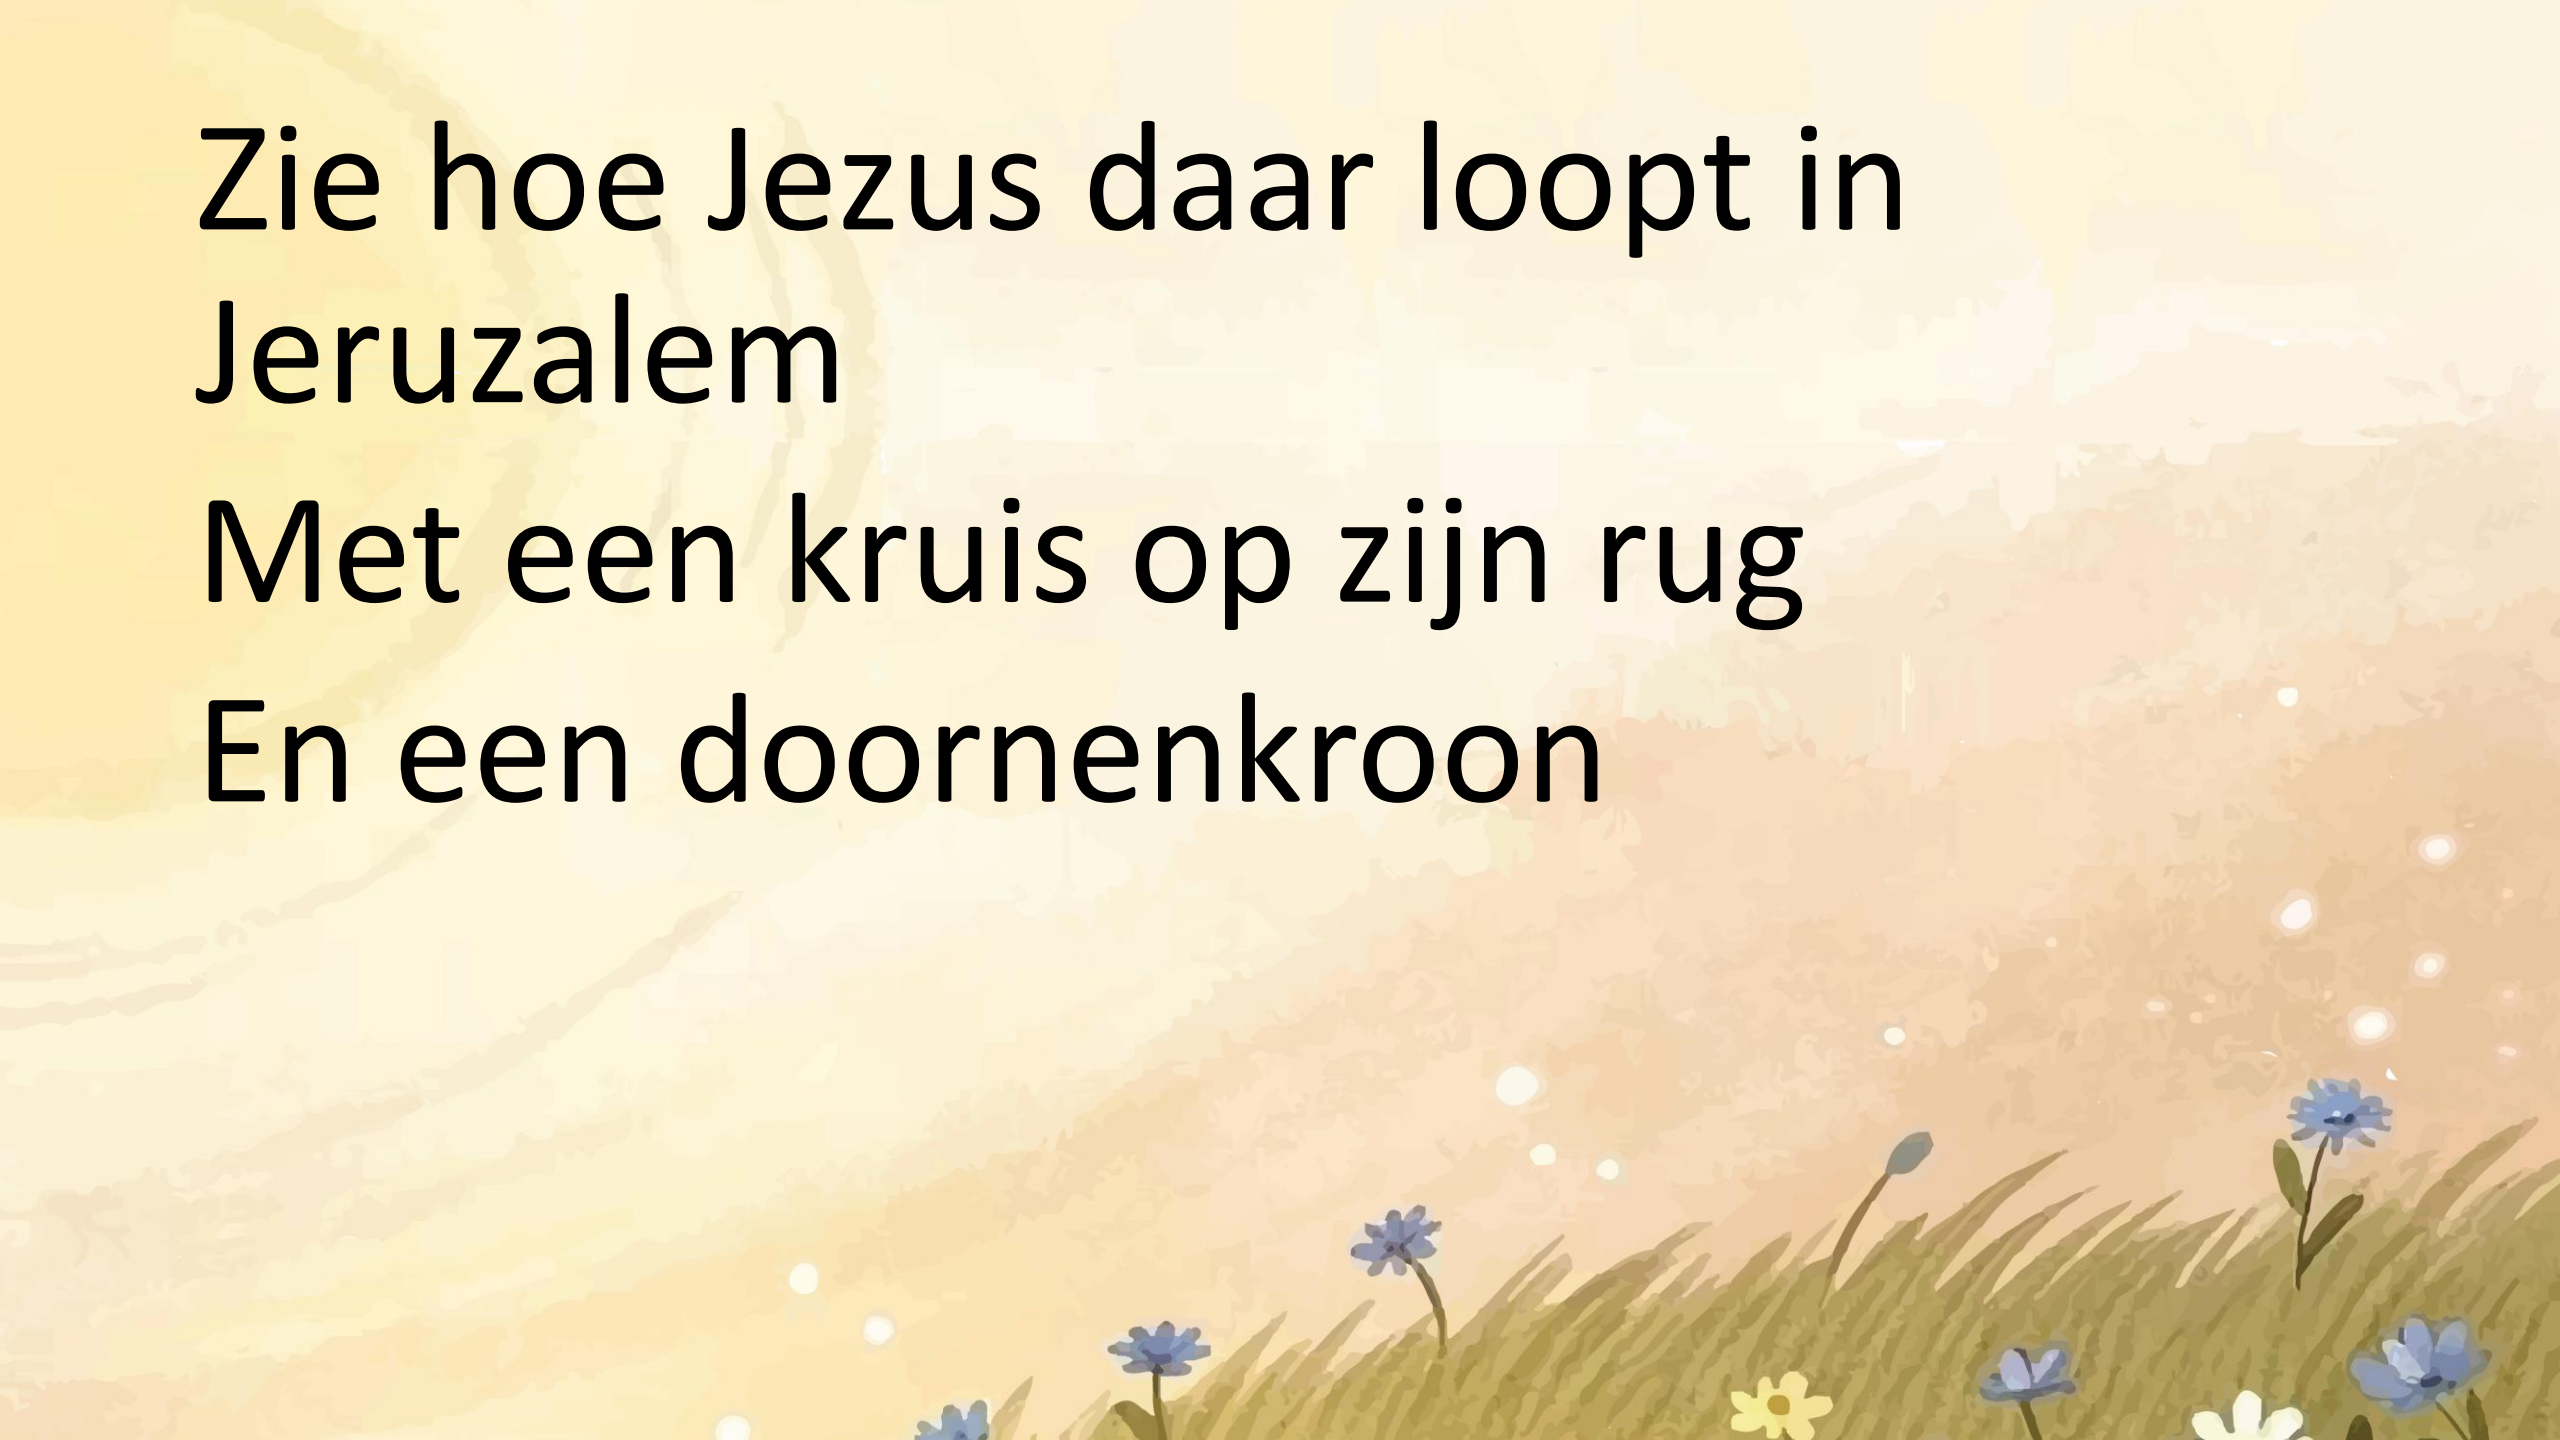 Zie hoe Jezus daar loopt in
Jeruzalem
Met een kruis op zijn rug
En een doornenkroon